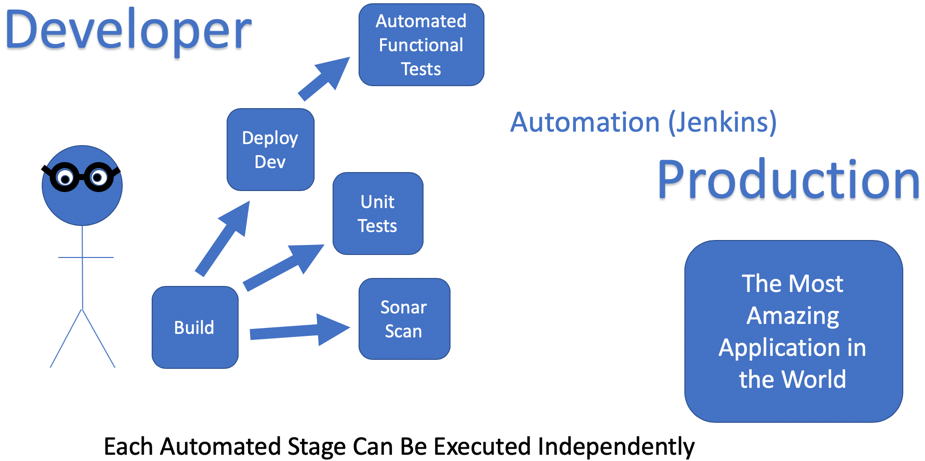 Developer
Automated
Functional
Tests
Deploy
Dev
Automation (Jenkins)
Production
Unit
Tests
Build
Sonar
Scan
The Most
Amazing
Application in
the World
Each Automated Stage Can Be Executed Independently